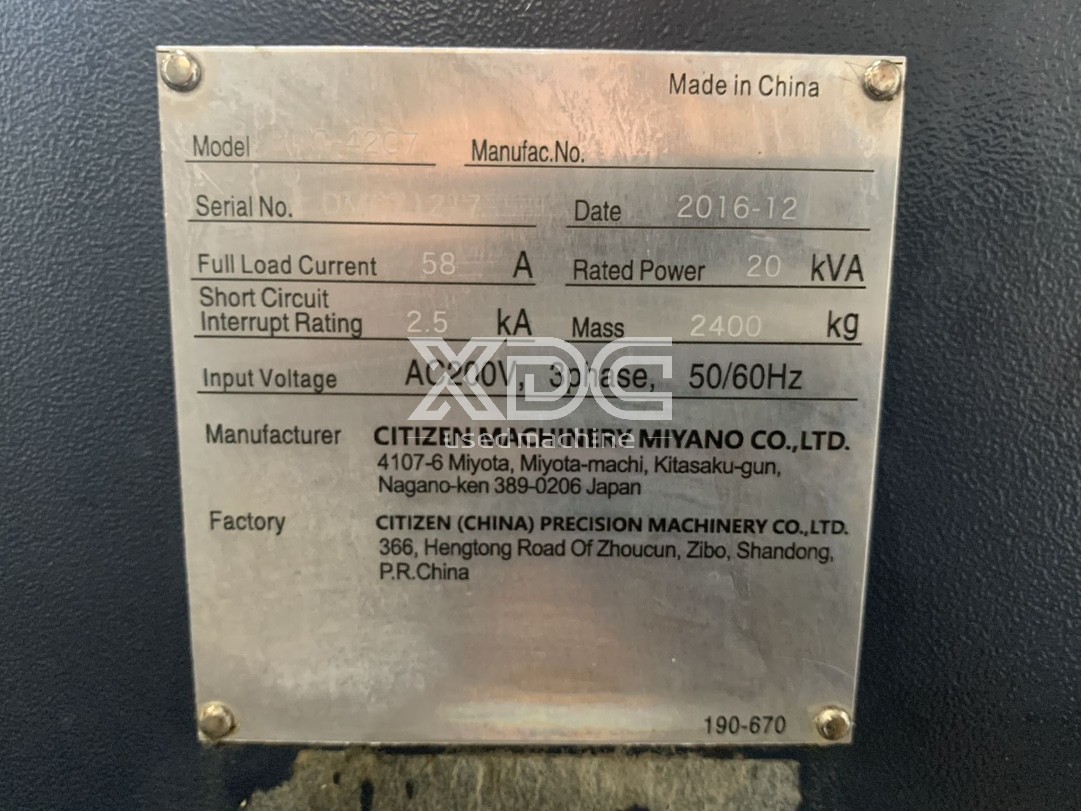 Made in China
Model Manufac.No.
Serial No. Date 2016-12
Full Load Current 58 A Rated Power 20 kVA
Short Circuit
Interrupt Rating 2.5 kA Mass 2400 kg
Input Voltage AC200V, 3phase, 50/60Hz
XDC
usedmachine
Manufacturer CITIZEN MACHINERY MIYANO CO.,LTD.
4107-6 Miyota, Miyota-machi, Kitasaku-gun,
Nagano-ken 389-0206 Japan
Factory CITIZEN (CHINA) PRECISION MACHINERY CO.,LTD.
366, Hengtong Road Of Zhoucun, Zibo, Shandong,
P.R.China
190-670